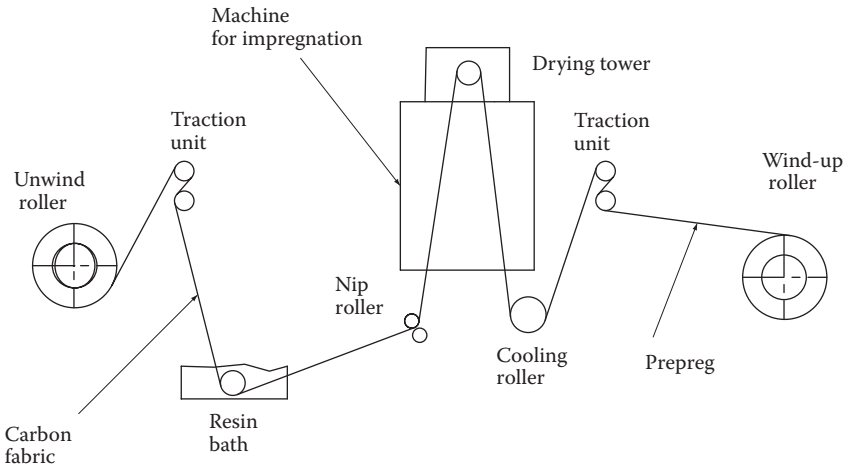 Machine
for impregnation
Drying tower
Traction
unit
Traction
unit
Unwind
roller
Wind-up
roller
Nip
roller
Cooling
roller
Prepreg
Resin
bath
Carbon
fabric